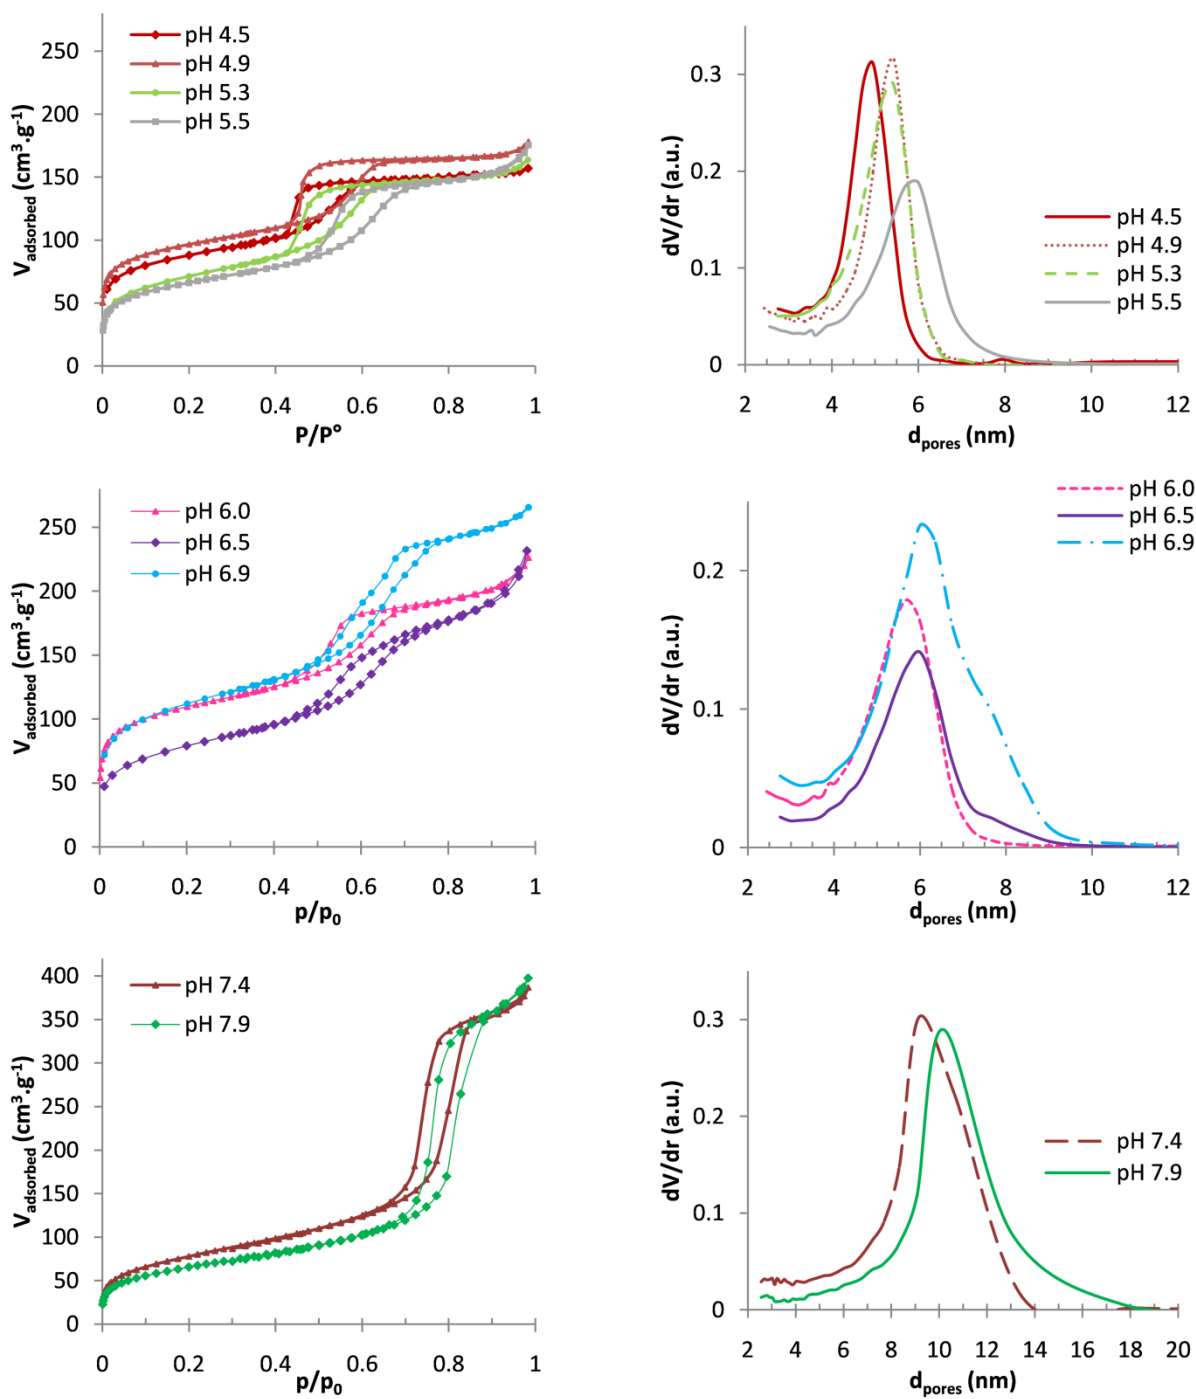 V_adsorbed (cm³·g⁻¹)
250
200
150
100
50
0
pH 4.5
pH 4.9
pH 5.3
pH 5.5
0 0.2 0.4 0.6 0.8 1
P/P°
dV/dr (a.u.)
0.3
0.2
0.1
0
pH 4.5
pH 4.9
pH 5.3
pH 5.5
2 4 6 8 10 12
d_pores (nm)
V_adsorbed (cm³·g⁻¹)
250
200
150
100
50
0
pH 6.0
pH 6.5
pH 6.9
0 0.2 0.4 0.6 0.8 1
p/p₀
dV/dr (a.u.)
0.2
0.1
0
pH 6.0
pH 6.5
pH 6.9
2 4 6 8 10 12
d_pores (nm)
V_adsorbed (cm³·g⁻¹)
400
350
300
250
200
150
100
50
0
pH 7.4
pH 7.9
0 0.2 0.4 0.6 0.8 1
p/p₀
dV/dr (a.u.)
0.3
0.2
0.1
0
pH 7.4
pH 7.9
2 4 6 8 10 12 14 16 18 20
d_pores (nm)